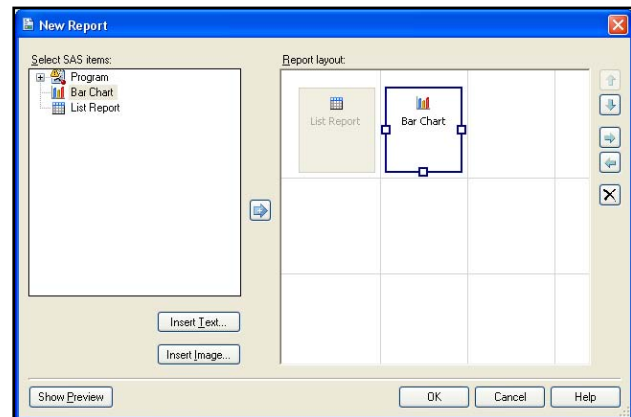 New Report
Select SAS items:
Program
Bar Chart
List Report
Report layout:
List Report
Bar Chart
Insert Text...
Insert Image...
Show Preview
OK
Cancel
Help